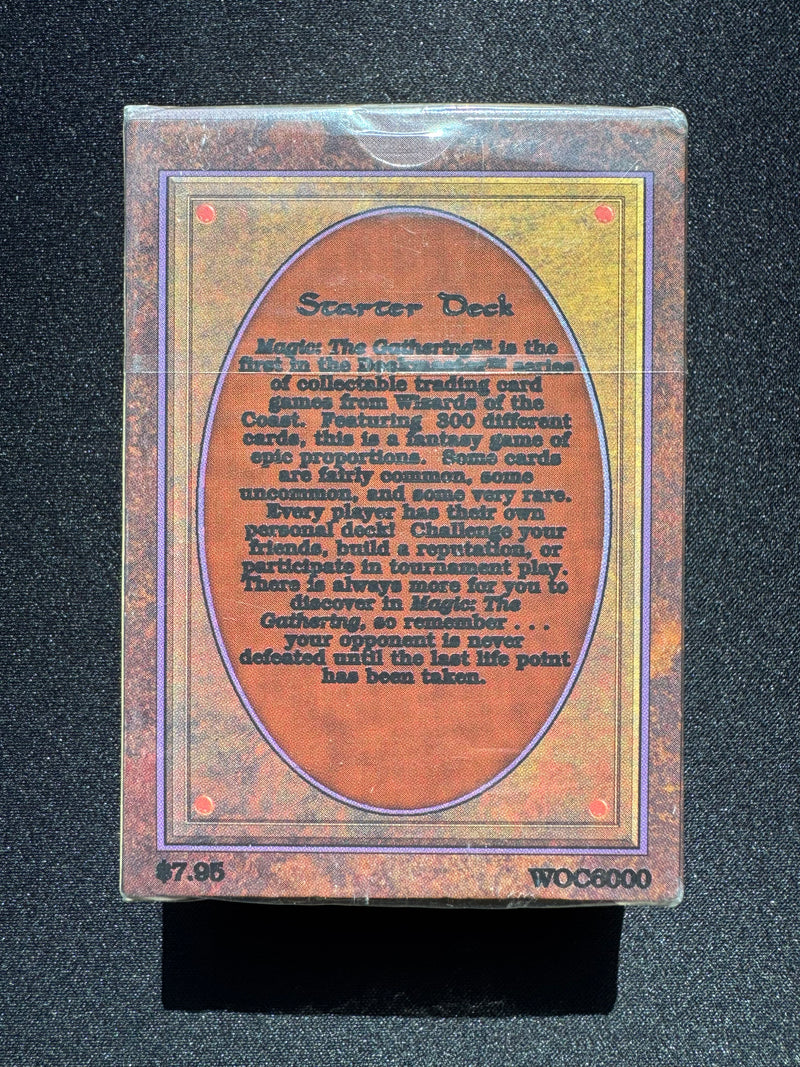 Starter Deck
Magic: The Gathering™ is the
first in the Deckmaster™ series
of collectable trading card
games from Wizards of the
Coast. Featuring 300 different
cards, this is a fantasy game of
epic proportions. Some cards
are fairly common, some
uncommon, and some very rare.
Every player has their own
personal deck! Challenge your
friends, build a reputation, or
participate in tournament play.
There is always more for you to
discover in Magic: The
Gathering, so remember . . .
your opponent is never
defeated until the last life point
has been taken.
$7.95
WOC6000